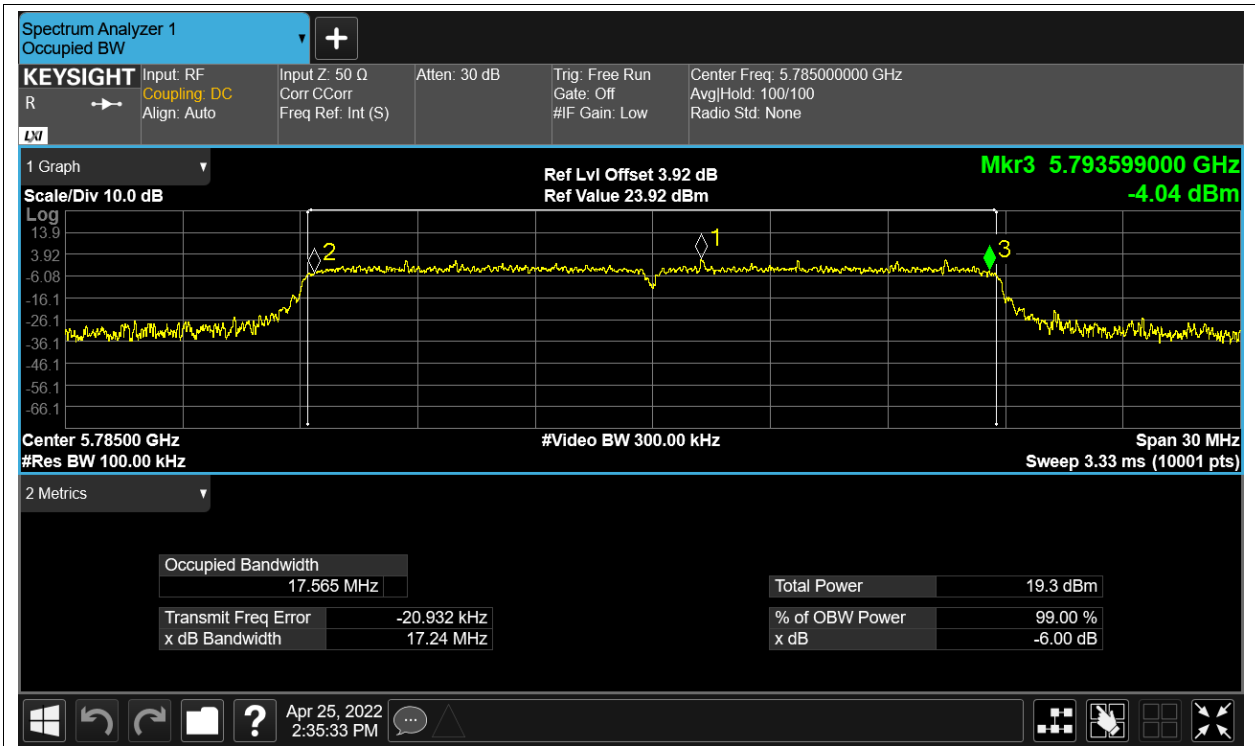 Spectrum Analyzer 1
Occupied BW
KEYSIGHT
R
LXI
Input: RF
Coupling: DC
Align: Auto
Input Z: 50 Ω
Corr CCorr
Freq Ref: Int (S)
Atten: 30 dB
Trig: Free Run
Gate: Off
#IF Gain: Low
Center Freq: 5.785000000 GHz
Avg|Hold: 100/100
Radio Std: None
1 Graph
Scale/Div 10.0 dB
Ref Lvl Offset 3.92 dB
Ref Value 23.92 dBm
Mkr3 5.793599000 GHz
-4.04 dBm
Log
13.9
3.92
-6.08
-16.1
-26.1
-36.1
-46.1
-56.1
-66.1
2
1
3
Center 5.78500 GHz
#Video BW 300.00 kHz
Span 30 MHz
#Res BW 100.00 kHz
Sweep 3.33 ms (10001 pts)
2 Metrics
Occupied Bandwidth
17.565 MHz
Transmit Freq Error -20.932 kHz
x dB Bandwidth 17.24 MHz
Total Power 19.3 dBm
% of OBW Power 99.00 %
x dB -6.00 dB
?
Apr 25, 2022
2:35:33 PM